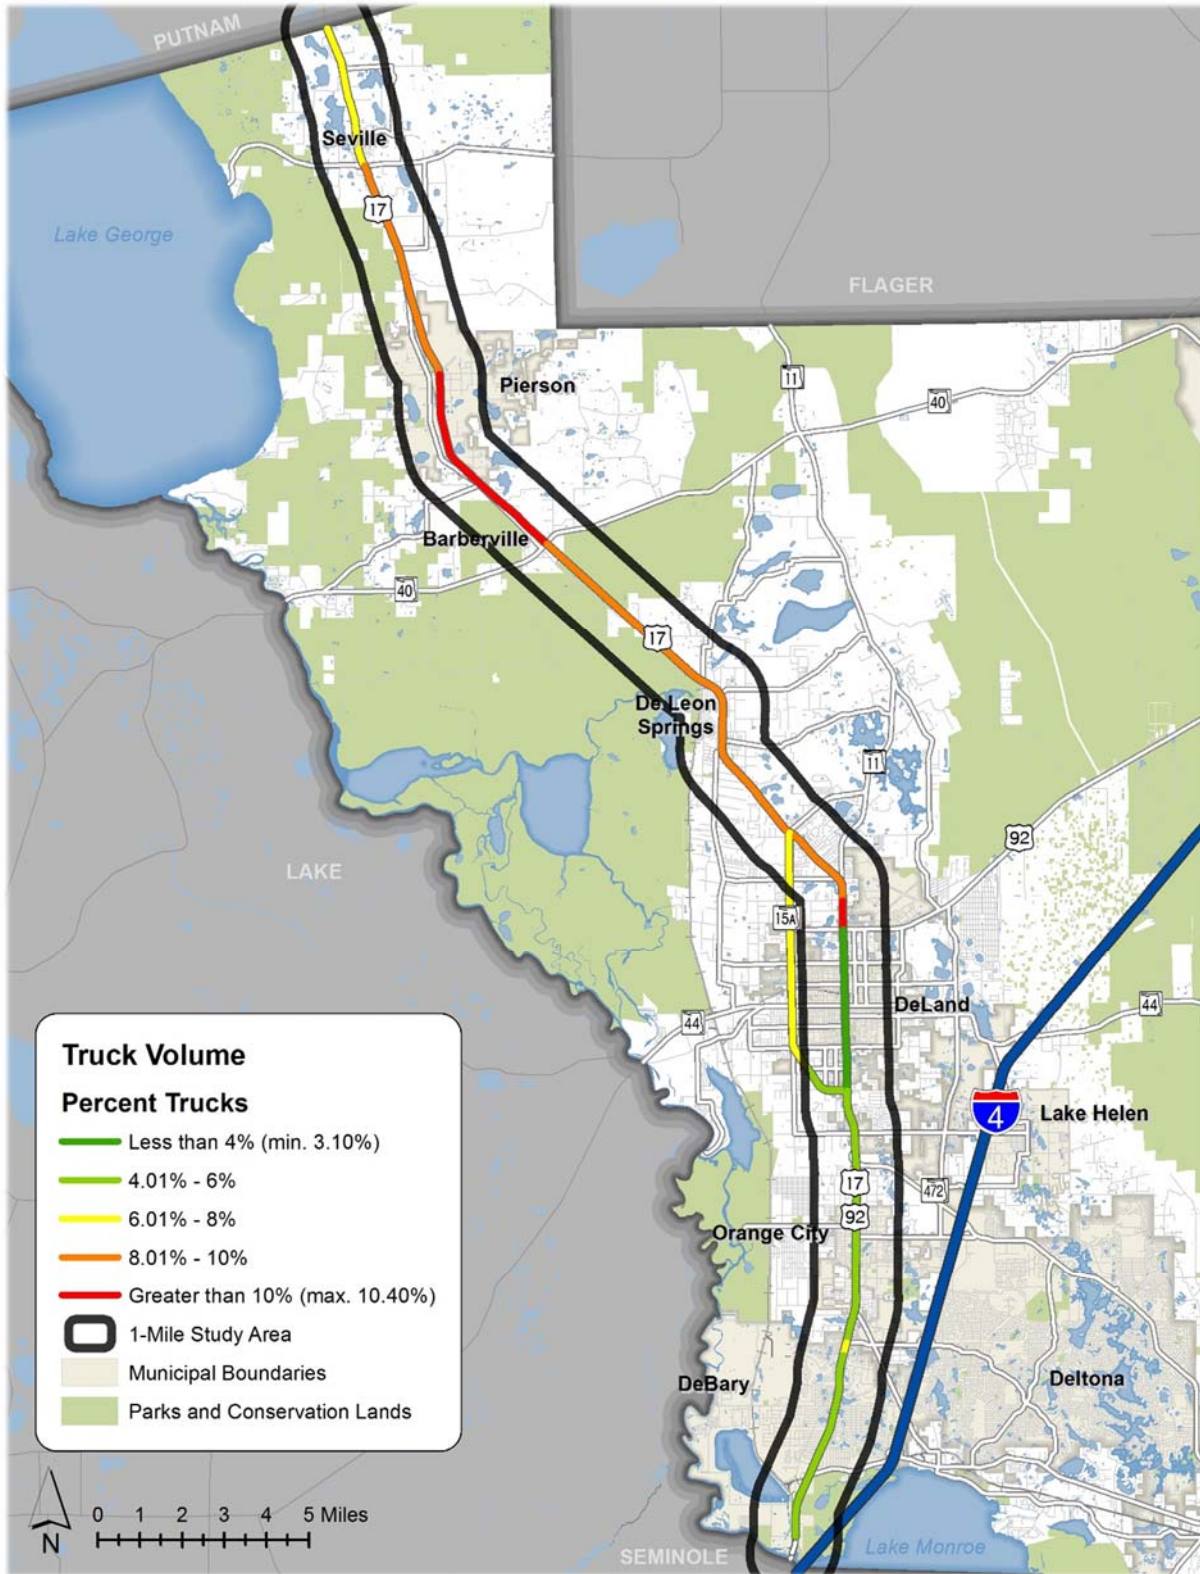 PUTNAM
Seville
17
Lake George
FLAGER
Pierson
11
40
Barberville
40
17
De Leon
Springs
11
92
LAKE
15A
DeLand
44
44
4
Lake Helen
17
472
92
Orange City
DeBary
Deltona
Truck Volume
Percent Trucks
Less than 4% (min. 3.10%)
4.01% - 6%
6.01% - 8%
8.01% - 10%
Greater than 10% (max. 10.40%)
1-Mile Study Area
Municipal Boundaries
Parks and Conservation Lands
N
0 1 2 3 4 5 Miles
SEMINOLE
Lake Monroe